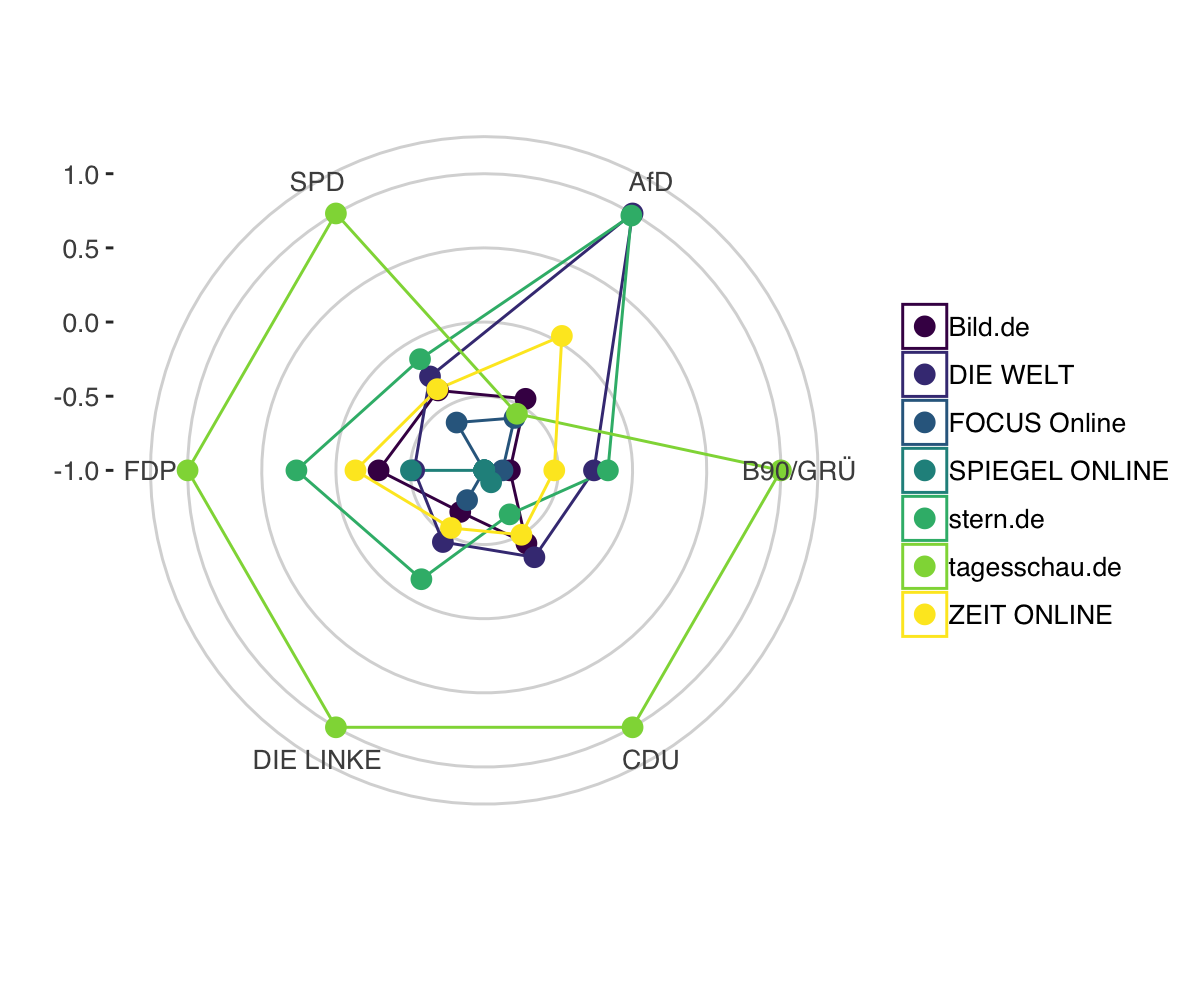 1.0
0.5
0.0
-0.5
-1.0
SPD
AfD
FDP
B90/GRÜ
DIE LINKE
CDU
Bild.de
DIE WELT
FOCUS Online
SPIEGEL ONLINE
stern.de
tagesschau.de
ZEIT ONLINE